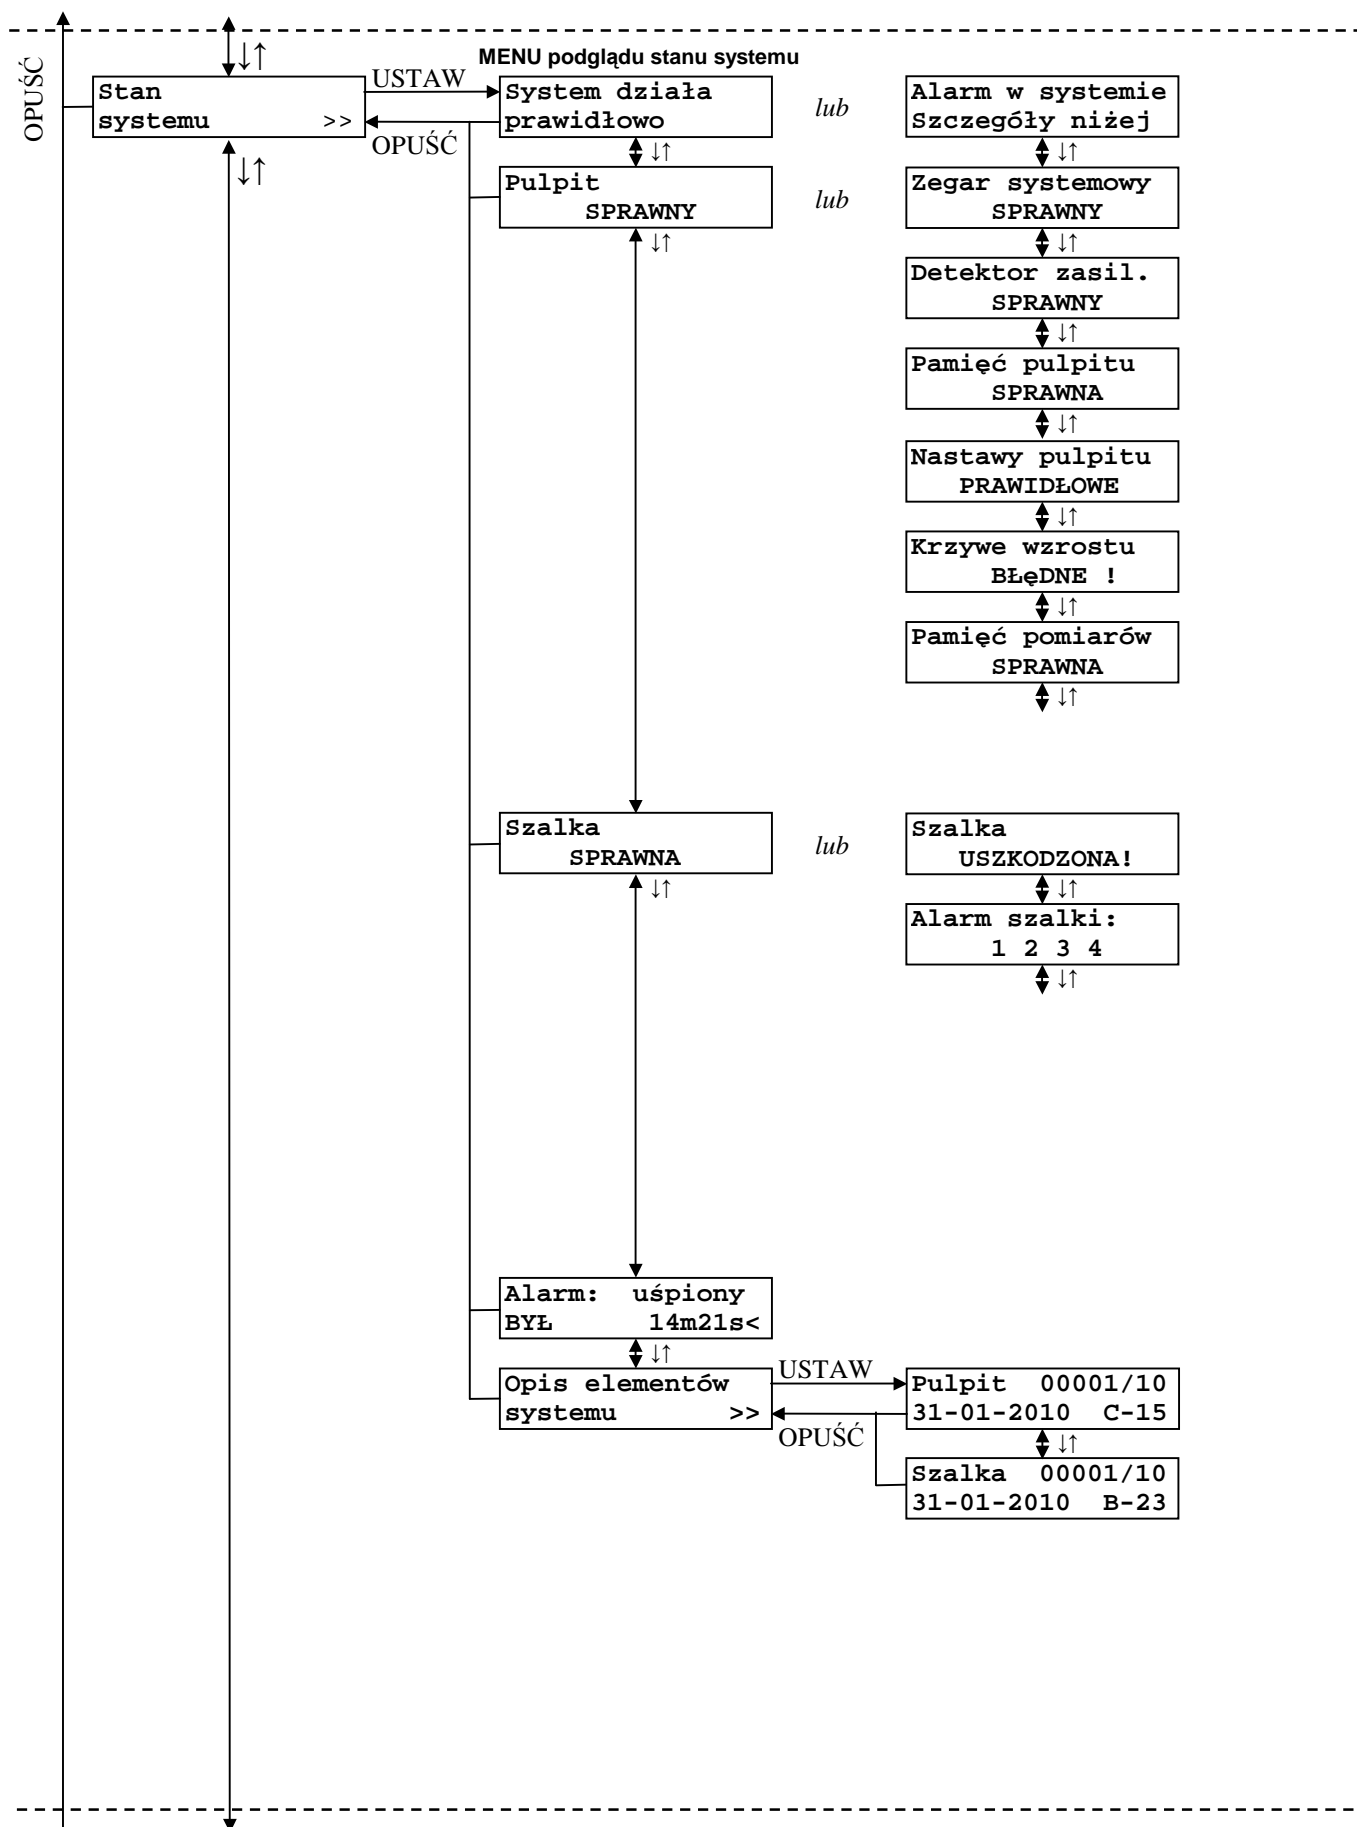 OPUŚĆ
↓↑
MENU podglądu stanu systemu
Stan
systemu >>
USTAW
OPUŚĆ
↓↑
System działa
prawidłowo
lub
Alarm w systemie
Szczegóły niżej
↓↑
↓↑
Pulpit
SPRAWNY
lub
Zegar systemowy
SPRAWNY
↓↑
↓↑
Detektor zasil.
SPRAWNY
↓↑
Pamięć pulpitu
SPRAWNA
↓↑
Nastawy pulpitu
PRAWIDŁOWE
↓↑
Krzywe wzrostu
BŁęDNE !
↓↑
Pamięć pomiarów
SPRAWNA
↓↑
Szalka
SPRAWNA
lub
Szalka
USZKODZONA!
↓↑
↓↑
Alarm szalki:
1 2 3 4
↓↑
Alarm: uśpiony
BYŁ 14m21s<
↓↑
Opis elementów
systemu >>
USTAW
OPUŚĆ
Pulpit 00001/10
31-01-2010 C-15
↓↑
Szalka 00001/10
31-01-2010 B-23